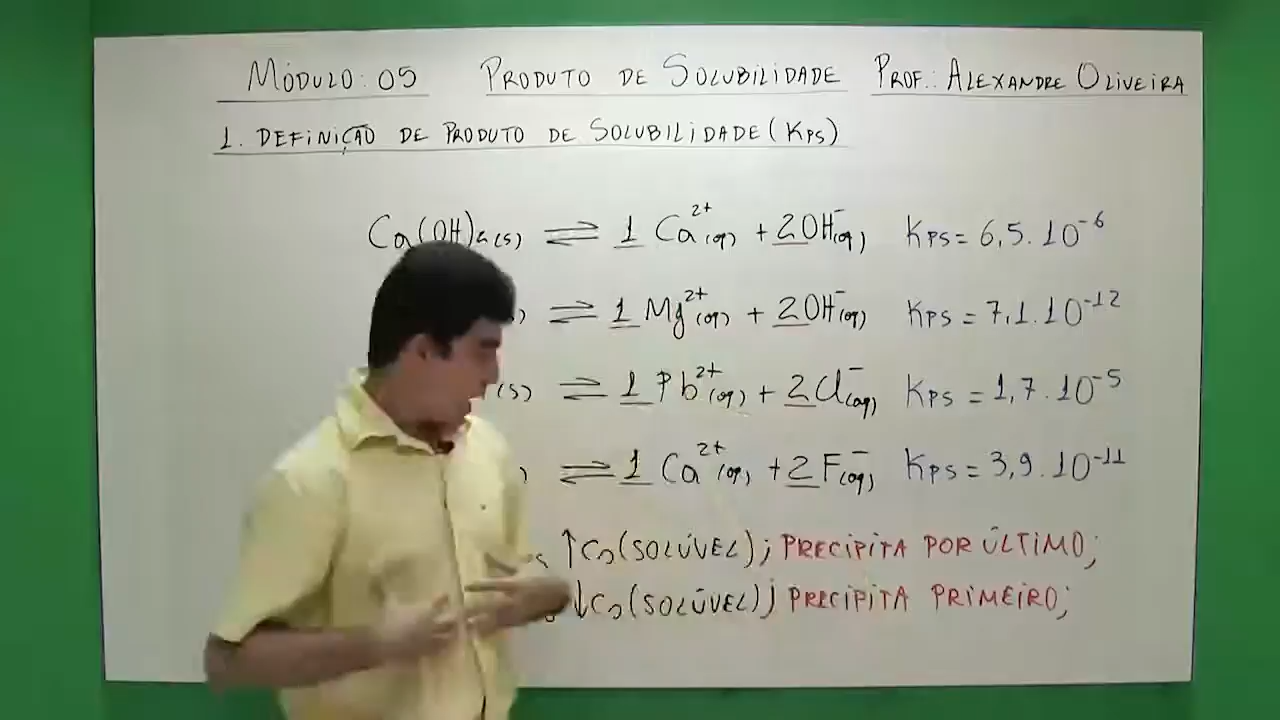 MÓDULO: 05 PRODUTO DE SOLUBILIDADE PROF.: ALEXANDRE OLIVEIRA
1. DEFINIÇÃO DE PRODUTO DE SOLUBILIDADE (KPS)
Ca(OH)2(s) ⇌ 1 Ca²⁺(aq) + 2OH⁻(aq) KPS = 6,5.10⁻⁶
) ⇌ 1 Mg²⁺(aq) + 2OH⁻(aq) KPS = 7,1.10⁻¹²
(s) ⇌ 1 Pb²⁺(aq) + 2Cl⁻(aq) KPS = 1,7.10⁻⁵
) ⇌ 1 Ca²⁺(aq) + 2F⁻(aq) KPS = 3,9.10⁻¹¹
↑CS(SOLÚVEL); PRECIPITA POR ÚLTIMO;
↓CS(SOLÚVEL); PRECIPITA PRIMEIRO;